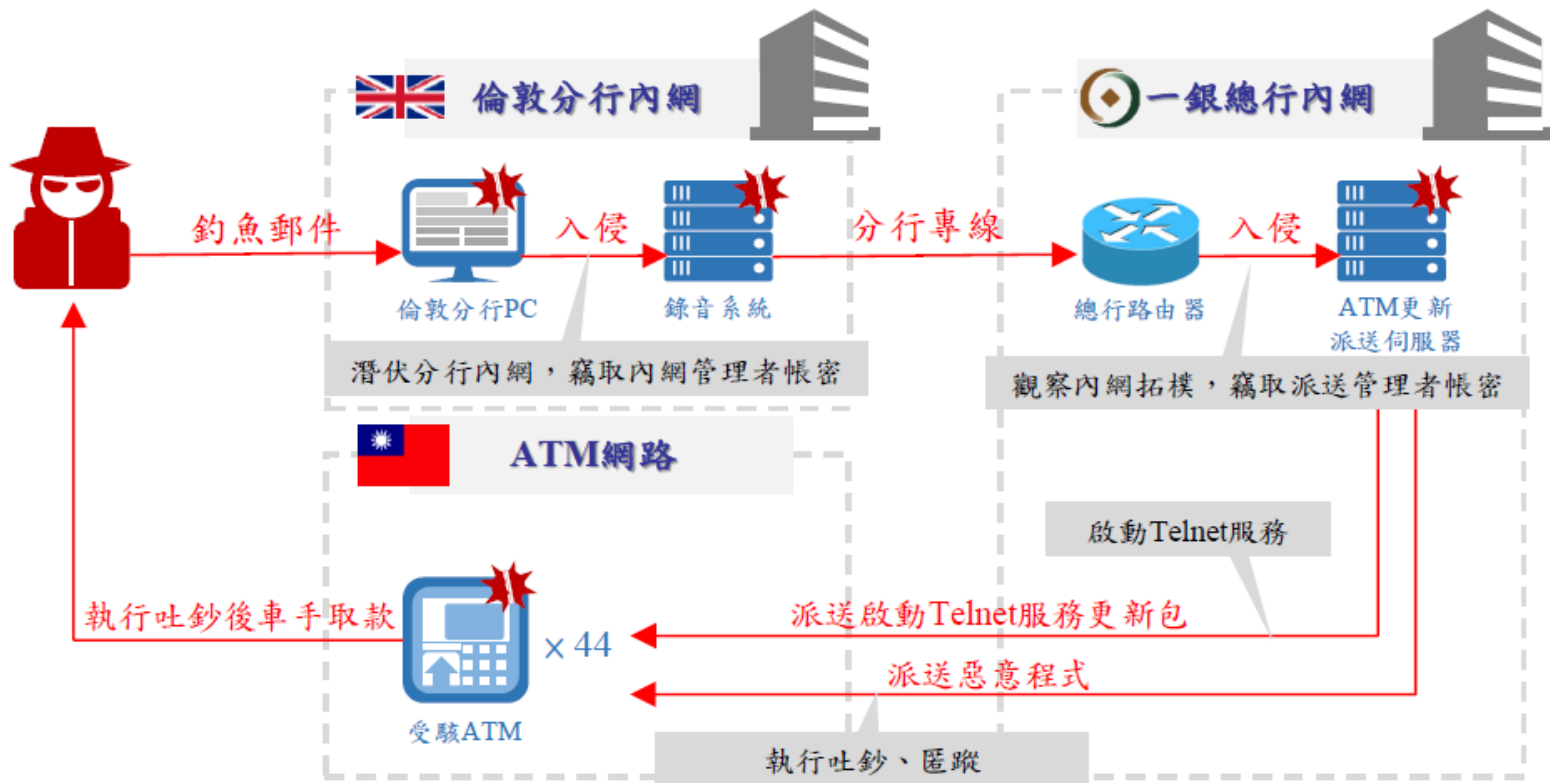 倫敦分行內網
一銀總行內網
釣魚郵件
入侵
分行專線
入侵
倫敦分行PC
錄音系統
總行路由器
ATM更新
派送伺服器
潛伏分行內網,竊取內網管理者帳密
觀察內網拓樸,竊取派送管理者帳密
ATM網路
啟動Telnet服務
執行吐鈔後車手取款
× 44
派送啟動Telnet服務更新包
派送惡意程式
受駭ATM
執行吐鈔、匿蹤